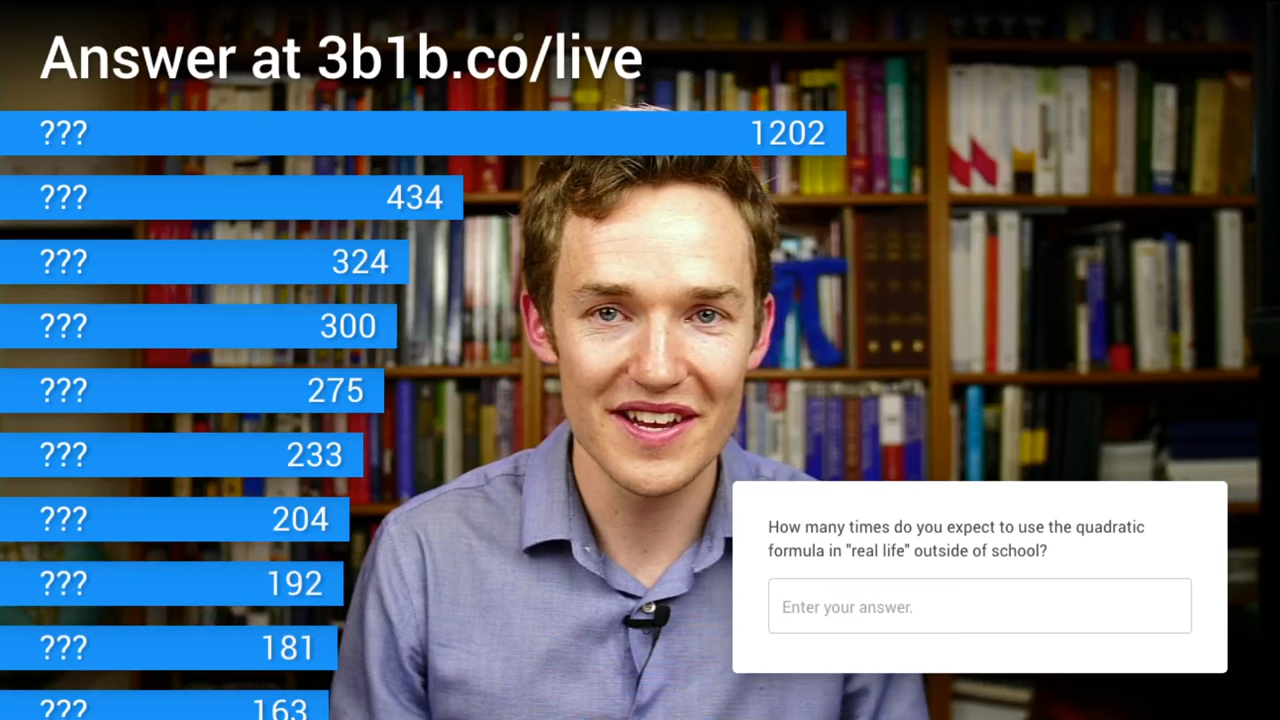 Answer at 3b1b.co/live
??? 1202
??? 434
??? 324
??? 300
??? 275
??? 233
??? 204
??? 192
??? 181
??? 163
How many times do you expect to use the quadratic
formula in "real life" outside of school?
Enter your answer.